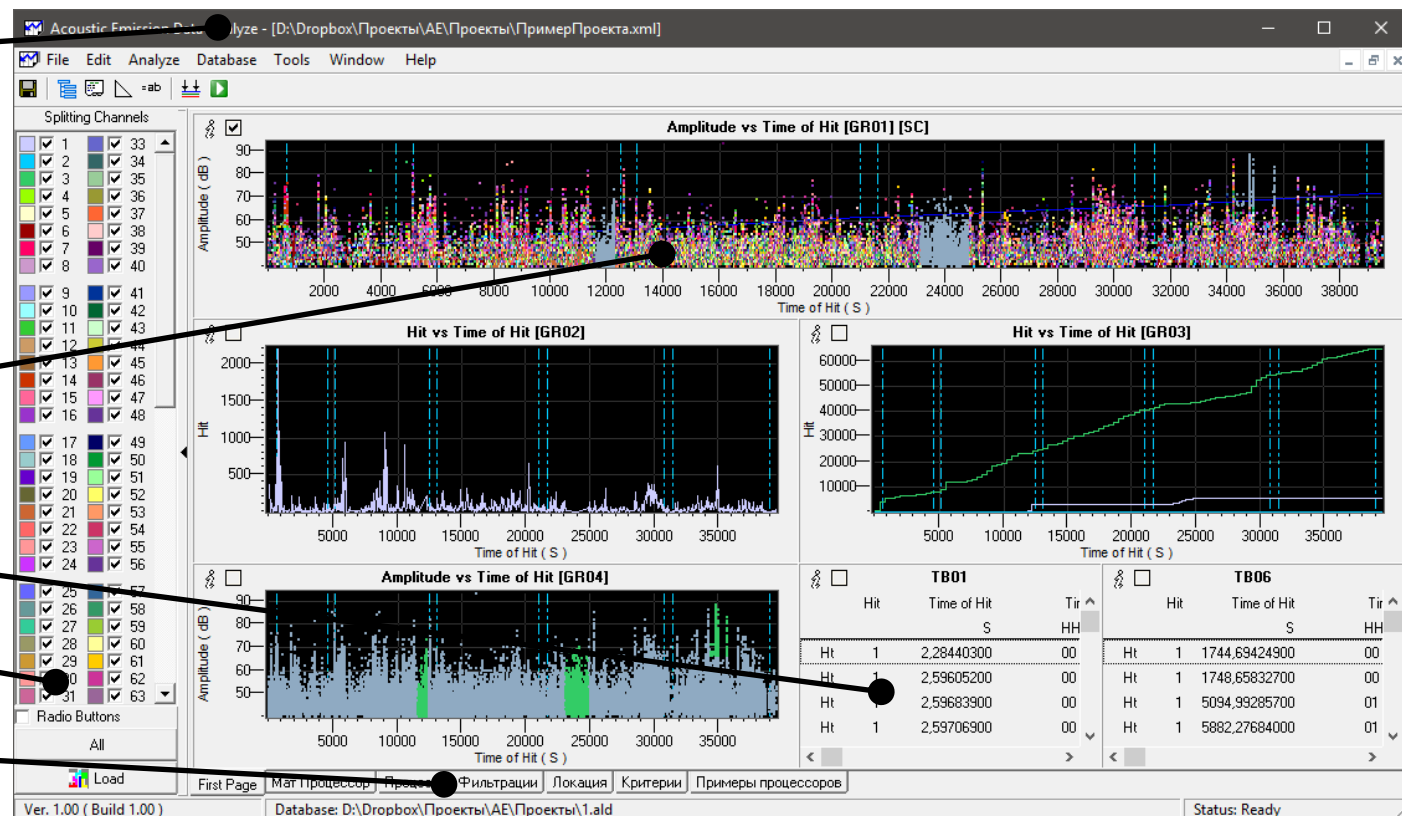 Acoustic Emission Data Analyze - [D:\Dropbox\Проекты\АЕ\Проекты\ПримерПроекта.xml]
File Edit Analyze Database Tools Window Help
=ab
Splitting Channels
1 33
2 34
3 35
4 36
5 37
6 38
7 39
8 40
9 41
10 42
11 43
12 44
13 45
14 46
15 47
16 48
17 49
18 50
19 51
20 52
21 53
22 54
23 55
24 56
25 57
26 58
27 59
28 60
29 61
30 62
31 63
Radio Buttons
All
Load
Amplitude vs Time of Hit [GR01] [SC]
Amplitude ( dB )
90
80
70
60
50
2000 4000 6000 8000 10000 12000 14000 16000 18000 20000 22000 24000 26000 28000 30000 32000 34000 36000 38000
Time of Hit ( S )
Hit vs Time of Hit [GR02]
Hit
2000
1500
1000
500
5000 10000 15000 20000 25000 30000 35000
Time of Hit ( S )
Hit vs Time of Hit [GR03]
Hit
60000
50000
40000
30000
20000
10000
5000 10000 15000 20000 25000 30000 35000
Time of Hit ( S )
Amplitude vs Time of Hit [GR04]
Amplitude ( dB )
90
80
70
60
50
5000 10000 15000 20000 25000 30000 35000
Time of Hit ( S )
TB01
Hit Time of Hit Tir
S HH
Ht 1 2,28440300 00
Ht 1 2,59605200 00
Ht 1 2,59683900 00
Ht 1 2,59706900 00
TB06
Hit Time of Hit Tir
S HH
Ht 1 1744,69424900 00
Ht 1 1748,65832700 00
Ht 1 5094,99285700 01
Ht 1 5882,27684000 01
First Page Мат Процессор Фильтрации Локация Критерии Примеры процессоров
Ver. 1.00 ( Build 1.00 ) Database: D:\Dropbox\Проекты\АЕ\Проекты\1.ald Status: Ready